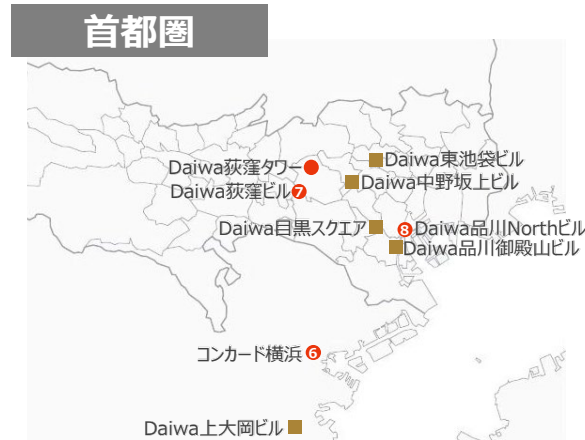 首都圏
Daiwa東池袋ビル
Daiwa荻窪タワー
Daiwa中野坂上ビル
Daiwa荻窪ビル 7
Daiwa目黒スクエア
8 Daiwa品川Northビル
Daiwa品川御殿山ビル
コンカード横浜 6
Daiwa上大岡ビル